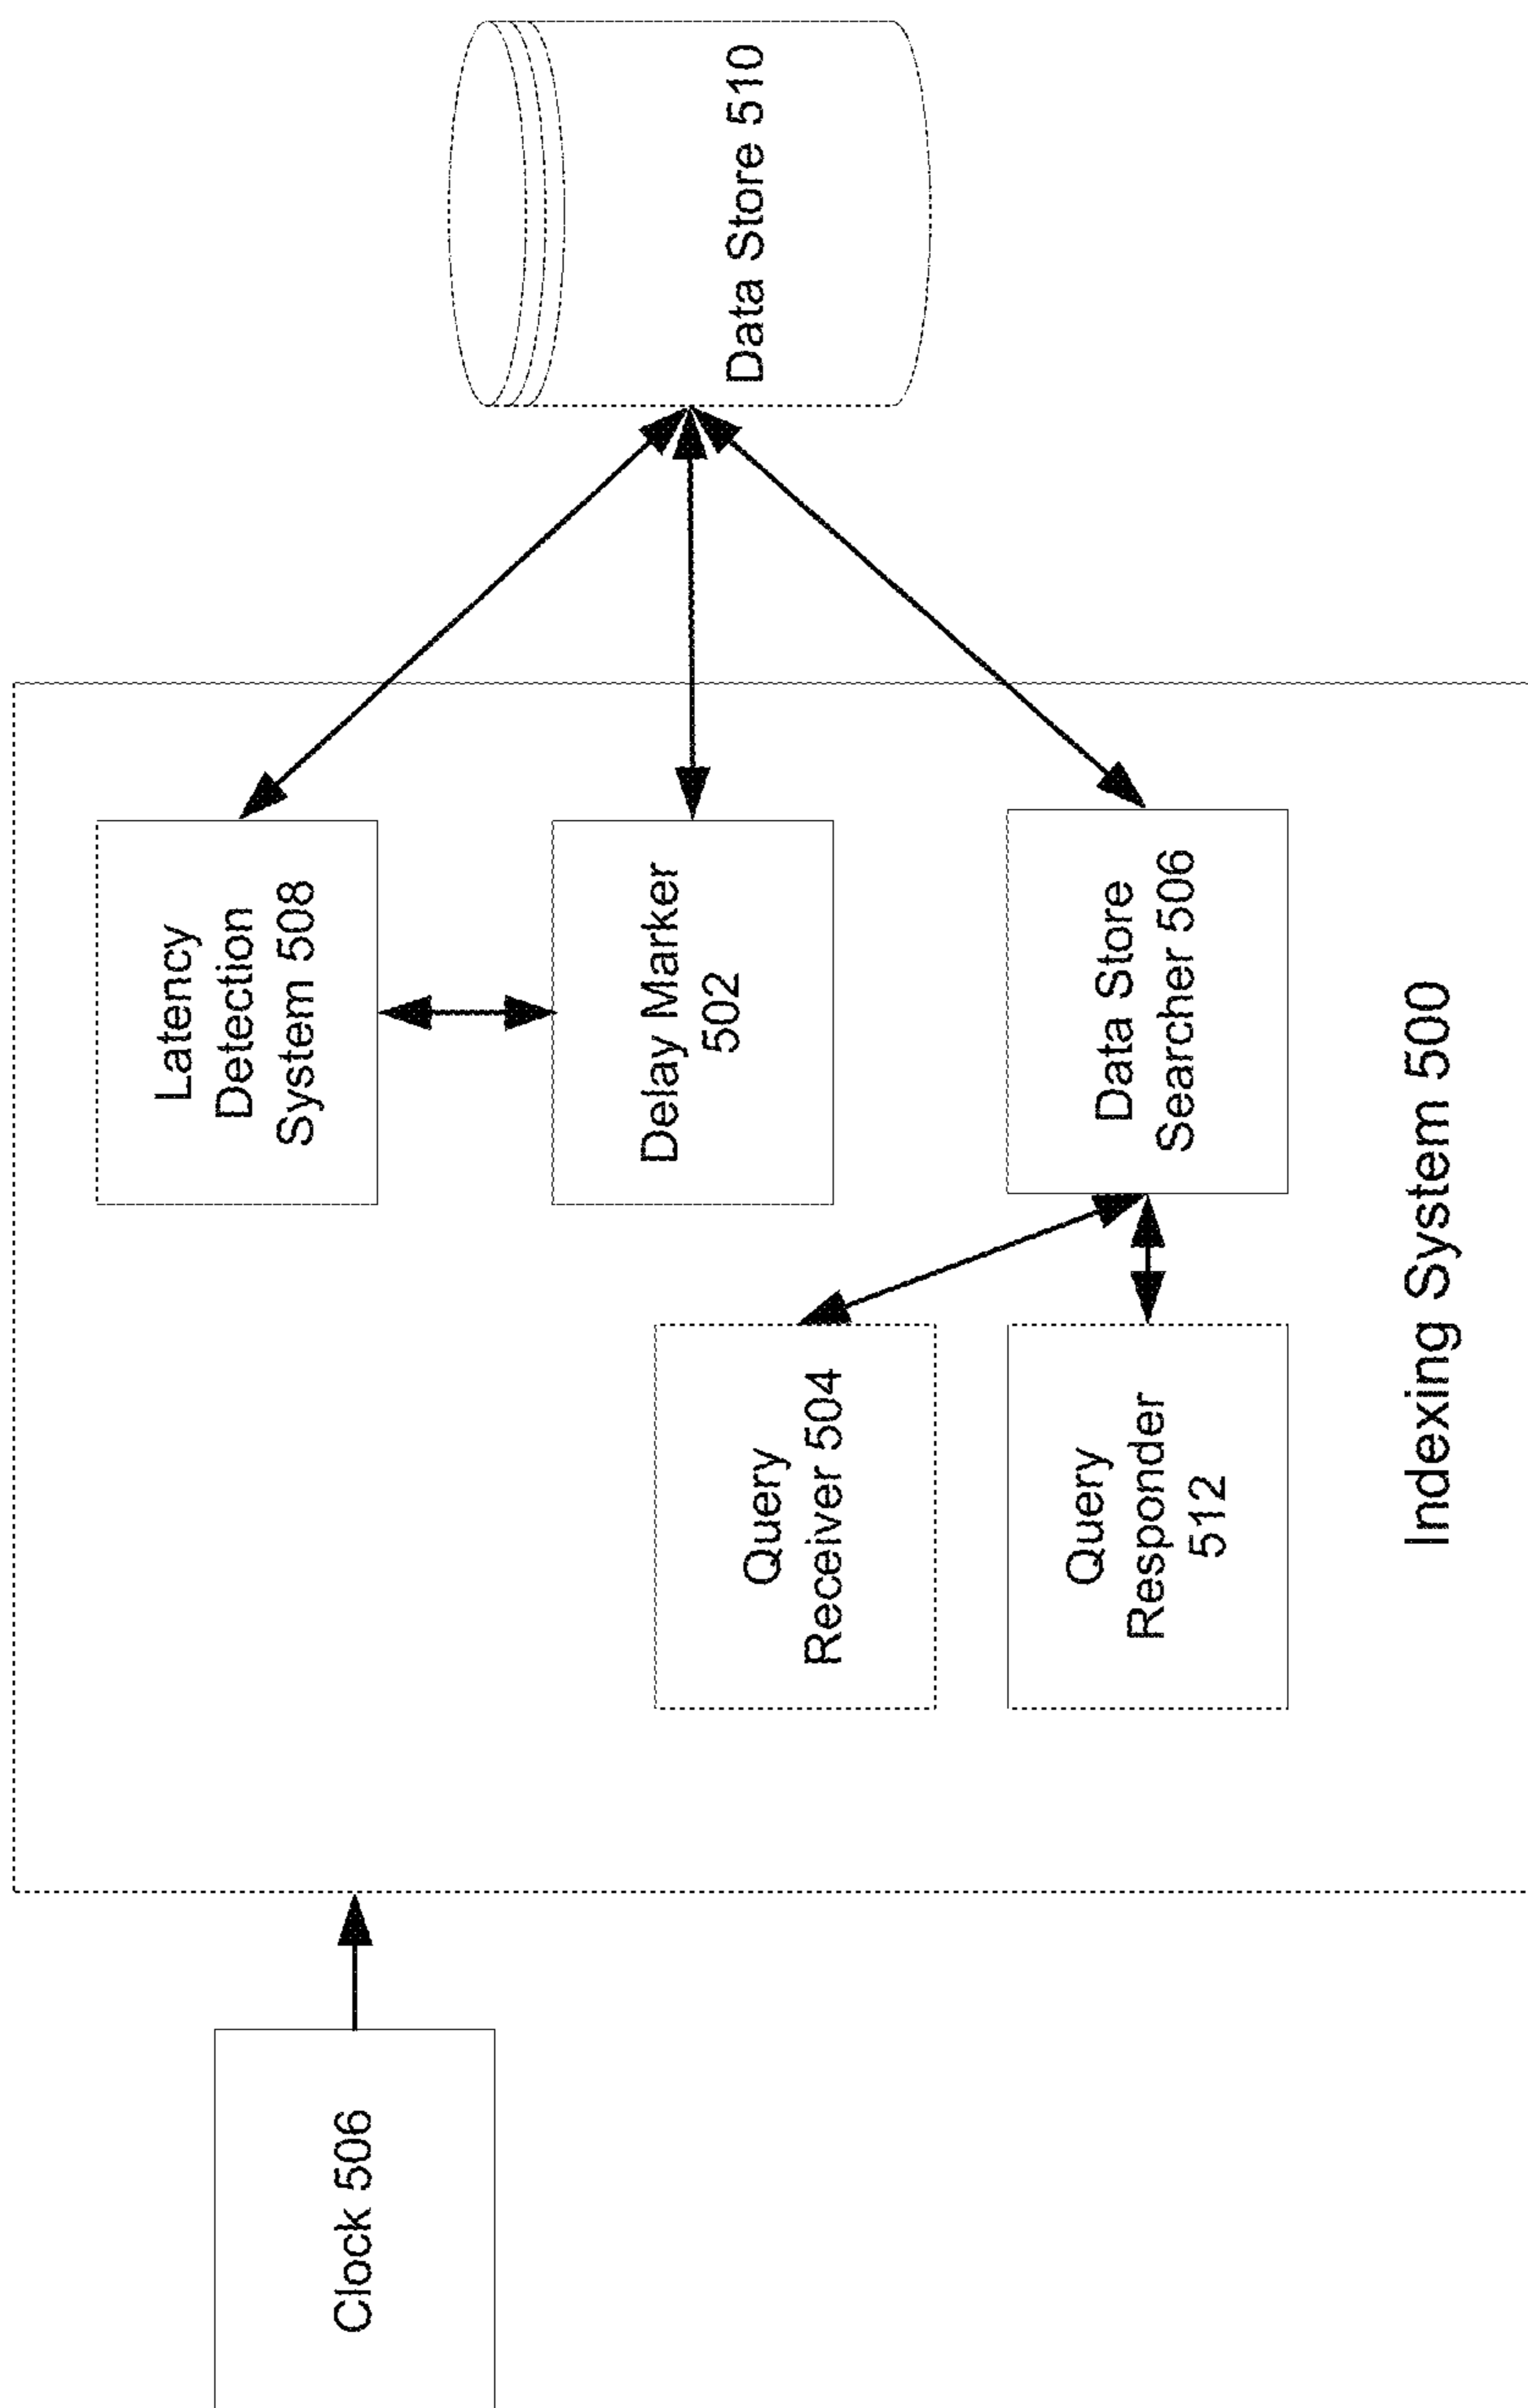 Clock 506
Latency
Detection
System 508
Delay Marker
502
Query
Receiver 504
Query
Responder
512
Data Store
Searcher 506
Data Store 510
Indexing System 500